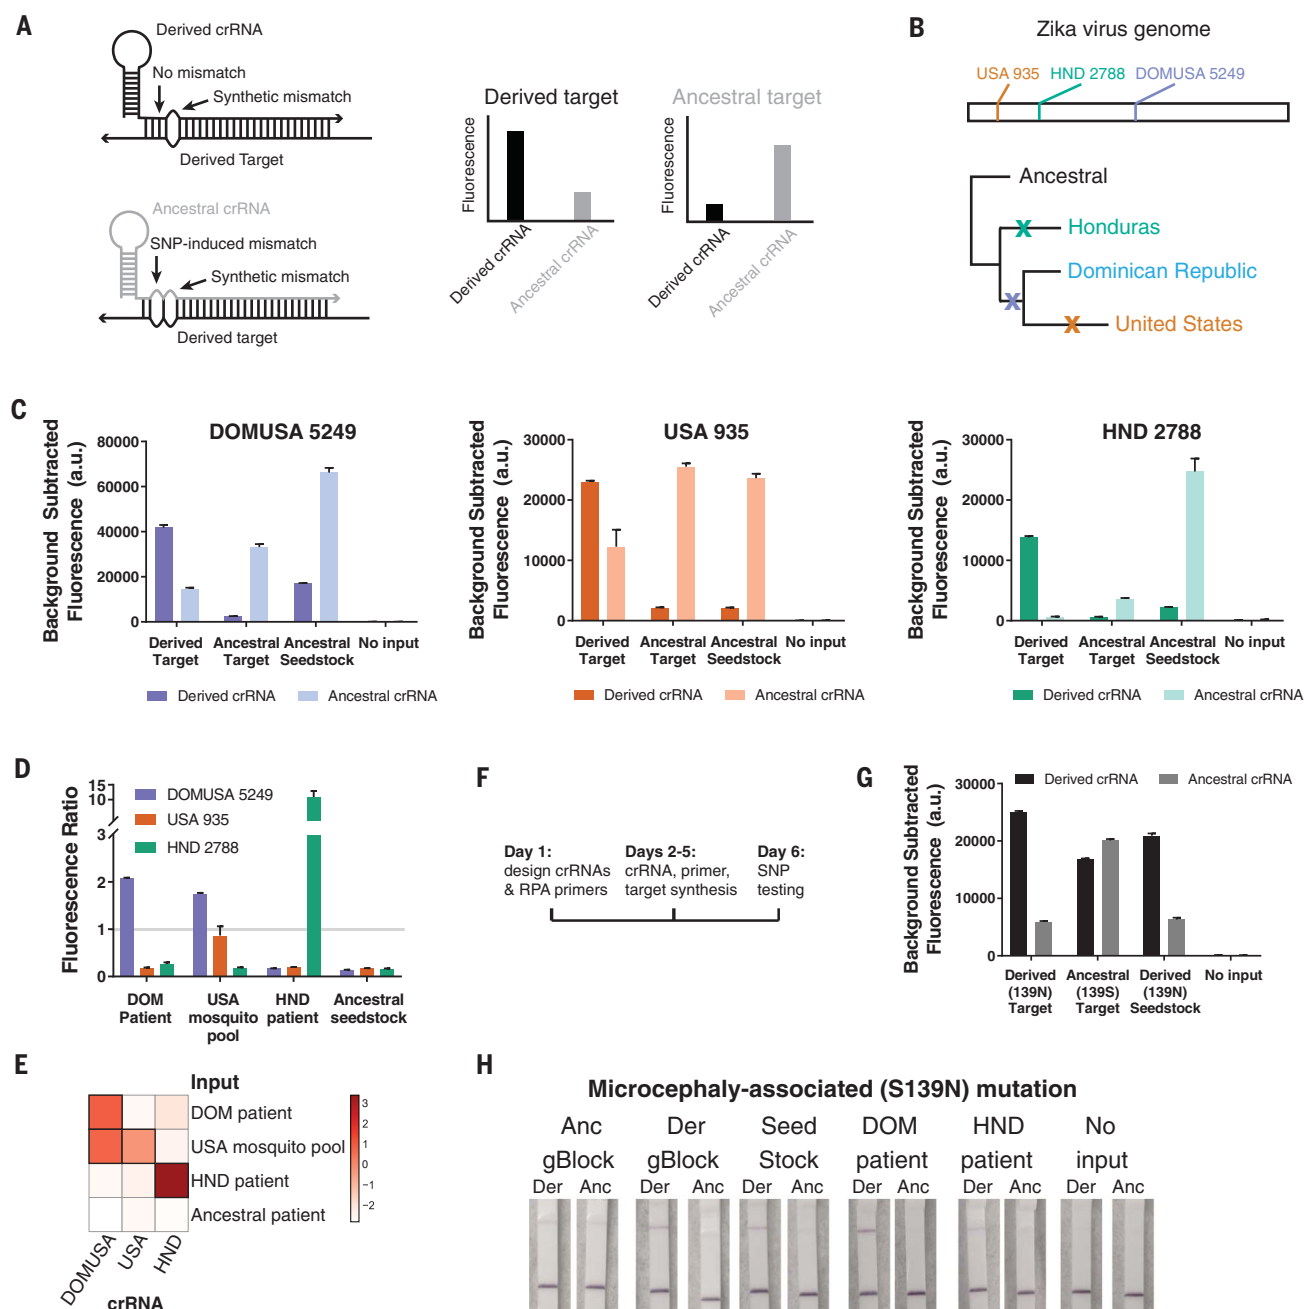 A
Derived crRNA
No mismatch
Synthetic mismatch
Derived Target
Ancestral crRNA
SNP-induced mismatch
Synthetic mismatch
Derived target
Derived target
Fluorescence
Derived crRNA
Ancestral crRNA
Ancestral target
Fluorescence
Derived crRNA
Ancestral crRNA
B
Zika virus genome
USA 935 HND 2788 DOMUSA 5249
Ancestral
X Honduras
Dominican Republic
X
X United States
C
DOMUSA 5249
Background Subtracted
Fluorescence (a.u.)
80000
60000
40000
20000
0
Derived Target
Ancestral Target
Ancestral Seedstock
No input
Derived crRNA
Ancestral crRNA
USA 935
Background Subtracted
Fluorescence (a.u.)
30000
20000
10000
0
Derived Target
Ancestral Target
Ancestral Seedstock
No input
Derived crRNA
Ancestral crRNA
HND 2788
Background Subtracted
Fluorescence (a.u.)
30000
20000
10000
0
Derived Target
Ancestral Target
Ancestral Seedstock
No input
Derived crRNA
Ancestral crRNA
D
Fluorescence Ratio
15
10
3
2
1
0
DOMUSA 5249
USA 935
HND 2788
DOM Patient
USA mosquito pool
HND patient
Ancestral seedstock
E
Input
DOM patient
USA mosquito pool
HND patient
Ancestral patient
3
2
1
0
−1
−2
DOMUSA
USA
HND
crRNA
F
Day 1:
design crRNAs
& RPA primers
Days 2-5:
crRNA, primer,
target synthesis
Day 6:
SNP
testing
G
Derived crRNA
Ancestral crRNA
Background Subtracted
Fluorescence (a.u.)
30000
20000
10000
0
Derived (139N) Target
Ancestral (139S) Target
Derived (139N) Seedstock
No input
H
Microcephaly-associated (S139N) mutation
Anc gBlock
Der gBlock
Seed Stock
DOM patient
HND patient
No input
Der Anc Der Anc Der Anc Der Anc Der Anc Der Anc